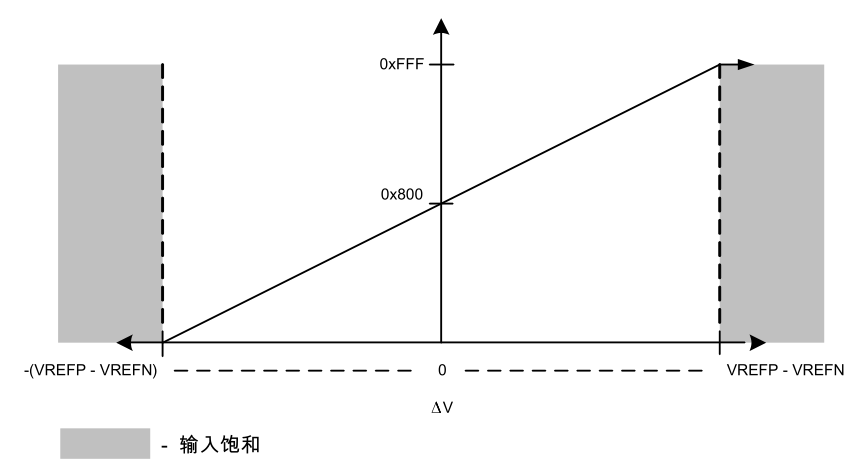 0xFFF
0x800
-(VREFP - VREFN)
0
VREFP - VREFN
ΔV
- 输入饱和